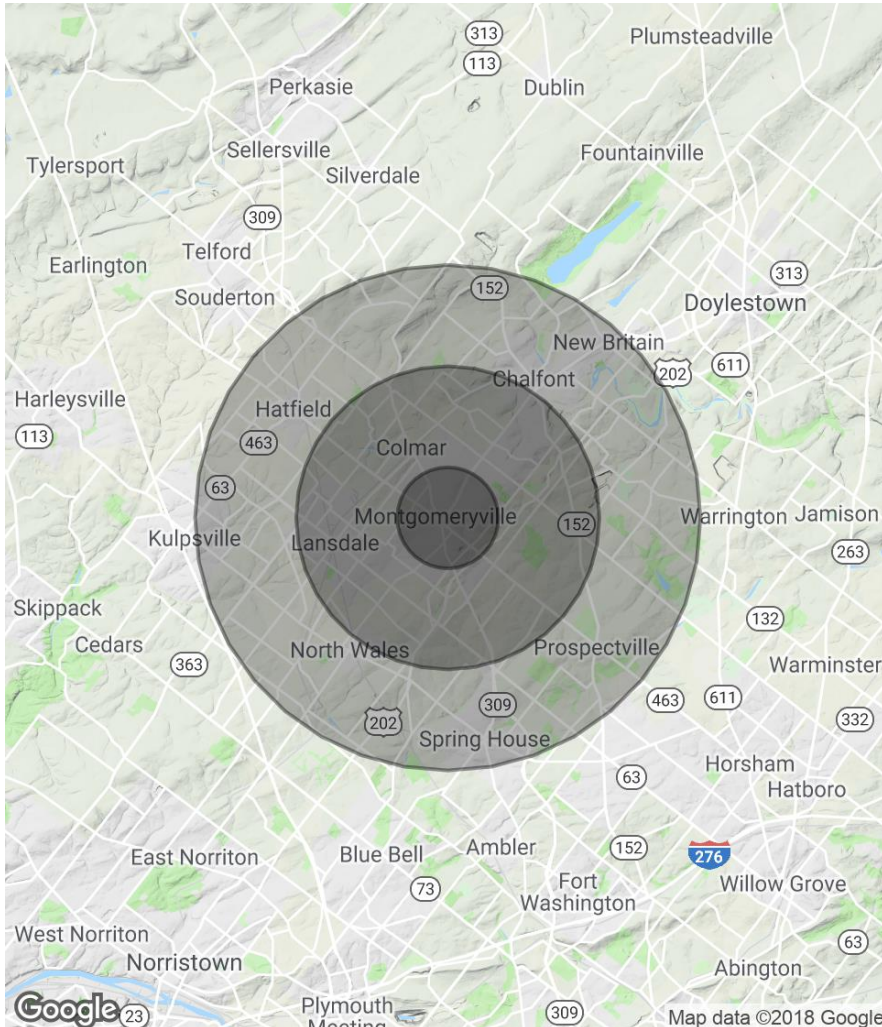 313
Plumsteadville
113
Perkasie
Dublin
Sellersville
Fountainville
Tylersport
Silverdale
309
Telford
Earlington
313
152
Souderton
Doylestown
New Britain
611
202
Chalfont
Harleysville
Hatfield
113
463
Colmar
63
Montgomeryville
Warrington
Jamison
152
Kulpsville
Lansdale
263
Skippack
132
Cedars
North Wales
Prospectville
363
Warminster
463
611
309
202
332
Spring House
Horsham
63
Hatboro
Ambler
152
276
East Norriton
Blue Bell
73
Fort
Washington
Willow Grove
West Norriton
63
Norristown
Abington
Plymouth
Meeting
Google
23
309
Map data ©2018 Google